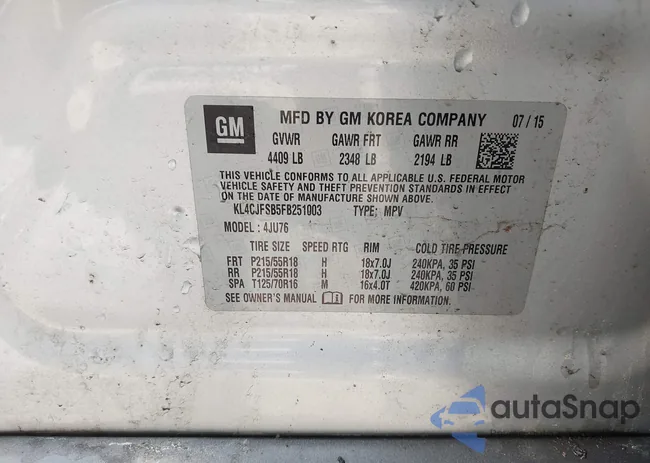 GM
MFD BY GM KOREA COMPANY 07/15
GVWR GAWR FRT GAWR RR
4409 LB 2348 LB 2194 LB
THIS VEHICLE CONFORMS TO ALL APPLICABLE U.S. FEDERAL MOTOR
VEHICLE SAFETY AND THEFT PREVENTION STANDARDS IN EFFECT
ON THE DATE OF MANUFACTURE SHOWN ABOVE.
KL4CJFSB5FB251003 TYPE: MPV
MODEL: 4JU76
TIRE SIZE SPEED RTG RIM COLD TIRE PRESSURE
FRT P215/55R18 H 18x7.0J 240KPA, 35 PSI
RR P215/55R18 H 18x7.0J 240KPA, 35 PSI
SPA T125/70R16 M 16x4.0T 420KPA, 60 PSI
SEE OWNER'S MANUAL FOR MORE INFORMATION.
autoSnap